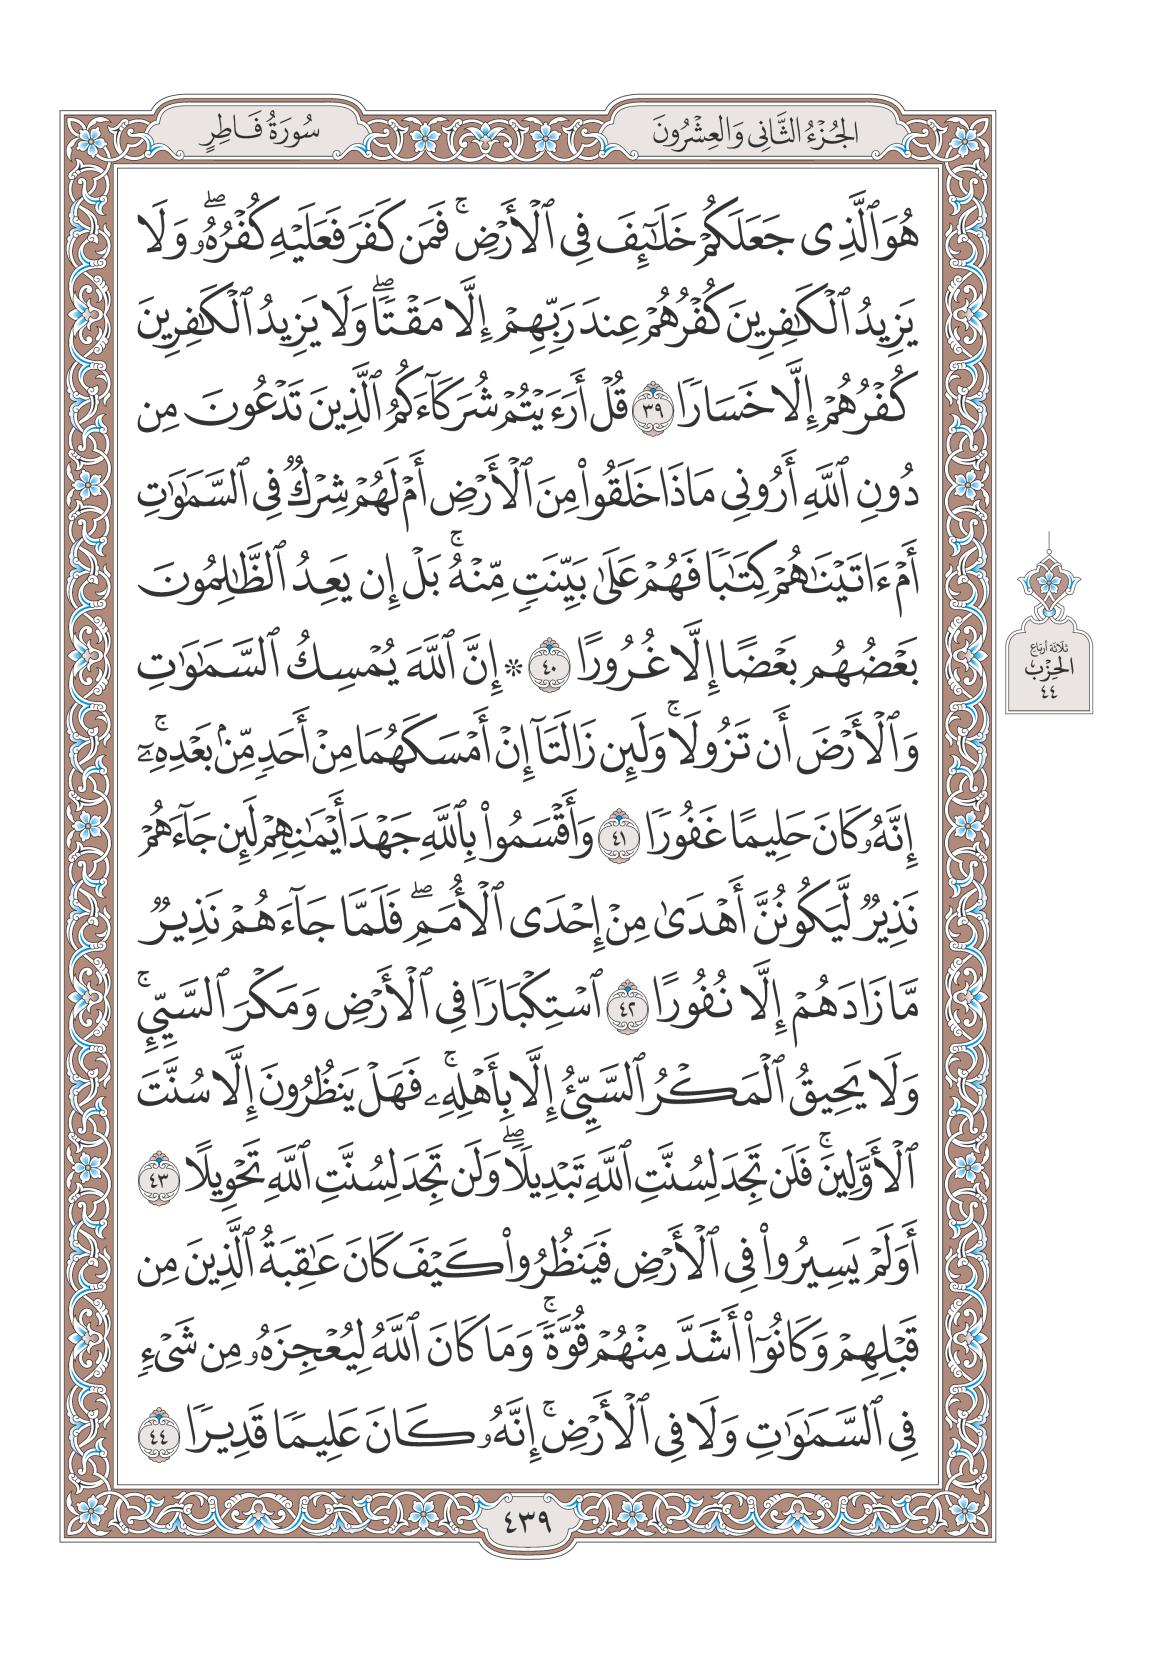 الجُزْءُ الثَّانِي وَالعِشْرُونَ
سُورَةُ فَاطِرٍ
هُوَ ٱلَّذِى جَعَلَكُمْ خَلَـٰٓئِفَ فِى ٱلْأَرْضِ ۚ فَمَن كَفَرَ فَعَلَيْهِ كُفْرُهُۥ ۖ وَلَا
يَزِيدُ ٱلْكَـٰفِرِينَ كُفْرُهُمْ عِندَ رَبِّهِمْ إِلَّا مَقْتًا ۖ وَلَا يَزِيدُ ٱلْكَـٰفِرِينَ
كُفْرُهُمْ إِلَّا خَسَارًا ٣٩ قُلْ أَرَءَيْتُمْ شُرَكَآءَكُمُ ٱلَّذِينَ تَدْعُونَ مِن
دُونِ ٱللَّهِ أَرُونِى مَاذَا خَلَقُوا۟ مِنَ ٱلْأَرْضِ أَمْ لَهُمْ شِرْكٌ فِى ٱلسَّمَـٰوَٰتِ
أَمْ ءَاتَيْنَـٰهُمْ كِتَـٰبًا فَهُمْ عَلَىٰ بَيِّنَتٍ مِّنْهُ ۚ بَلْ إِن يَعِدُ ٱلظَّـٰلِمُونَ
بَعْضُهُم بَعْضًا إِلَّا غُرُورًا ٤٠ ۞ إِنَّ ٱللَّهَ يُمْسِكُ ٱلسَّمَـٰوَٰتِ
وَٱلْأَرْضَ أَن تَزُولَا ۚ وَلَئِن زَالَتَآ إِنْ أَمْسَكَهُمَا مِنْ أَحَدٍ مِّنۢ بَعْدِهِۦٓ ۚ
إِنَّهُۥ كَانَ حَلِيمًا غَفُورًا ٤١ وَأَقْسَمُوا۟ بِٱللَّهِ جَهْدَ أَيْمَـٰنِهِمْ لَئِن جَآءَهُمْ
نَذِيرٌ لَّيَكُونُنَّ أَهْدَىٰ مِنْ إِحْدَى ٱلْأُمَمِ ۖ فَلَمَّا جَآءَهُمْ نَذِيرٌ
مَّا زَادَهُمْ إِلَّا نُفُورًا ٤٢ ٱسْتِكْبَارًا فِى ٱلْأَرْضِ وَمَكْرَ ٱلسَّيِّئِ ۚ
وَلَا يَحِيقُ ٱلْمَكْرُ ٱلسَّيِّئُ إِلَّا بِأَهْلِهِۦ ۚ فَهَلْ يَنظُرُونَ إِلَّا سُنَّتَ
ٱلْأَوَّلِينَ ۚ فَلَن تَجِدَ لِسُنَّتِ ٱللَّهِ تَبْدِيلًا ۖ وَلَن تَجِدَ لِسُنَّتِ ٱللَّهِ تَحْوِيلًا ٤٣
أَوَلَمْ يَسِيرُوا۟ فِى ٱلْأَرْضِ فَيَنظُرُوا۟ كَيْفَ كَانَ عَـٰقِبَةُ ٱلَّذِينَ مِن
قَبْلِهِمْ وَكَانُوٓا۟ أَشَدَّ مِنْهُمْ قُوَّةً ۚ وَمَا كَانَ ٱللَّهُ لِيُعْجِزَهُۥ مِن شَىْءٍ
فِى ٱلسَّمَـٰوَٰتِ وَلَا فِى ٱلْأَرْضِ ۚ إِنَّهُۥ كَانَ عَلِيمًا قَدِيرًا ٤٤
ثلاثة أرباع
الحِزْب
٤٤
٤٣٩